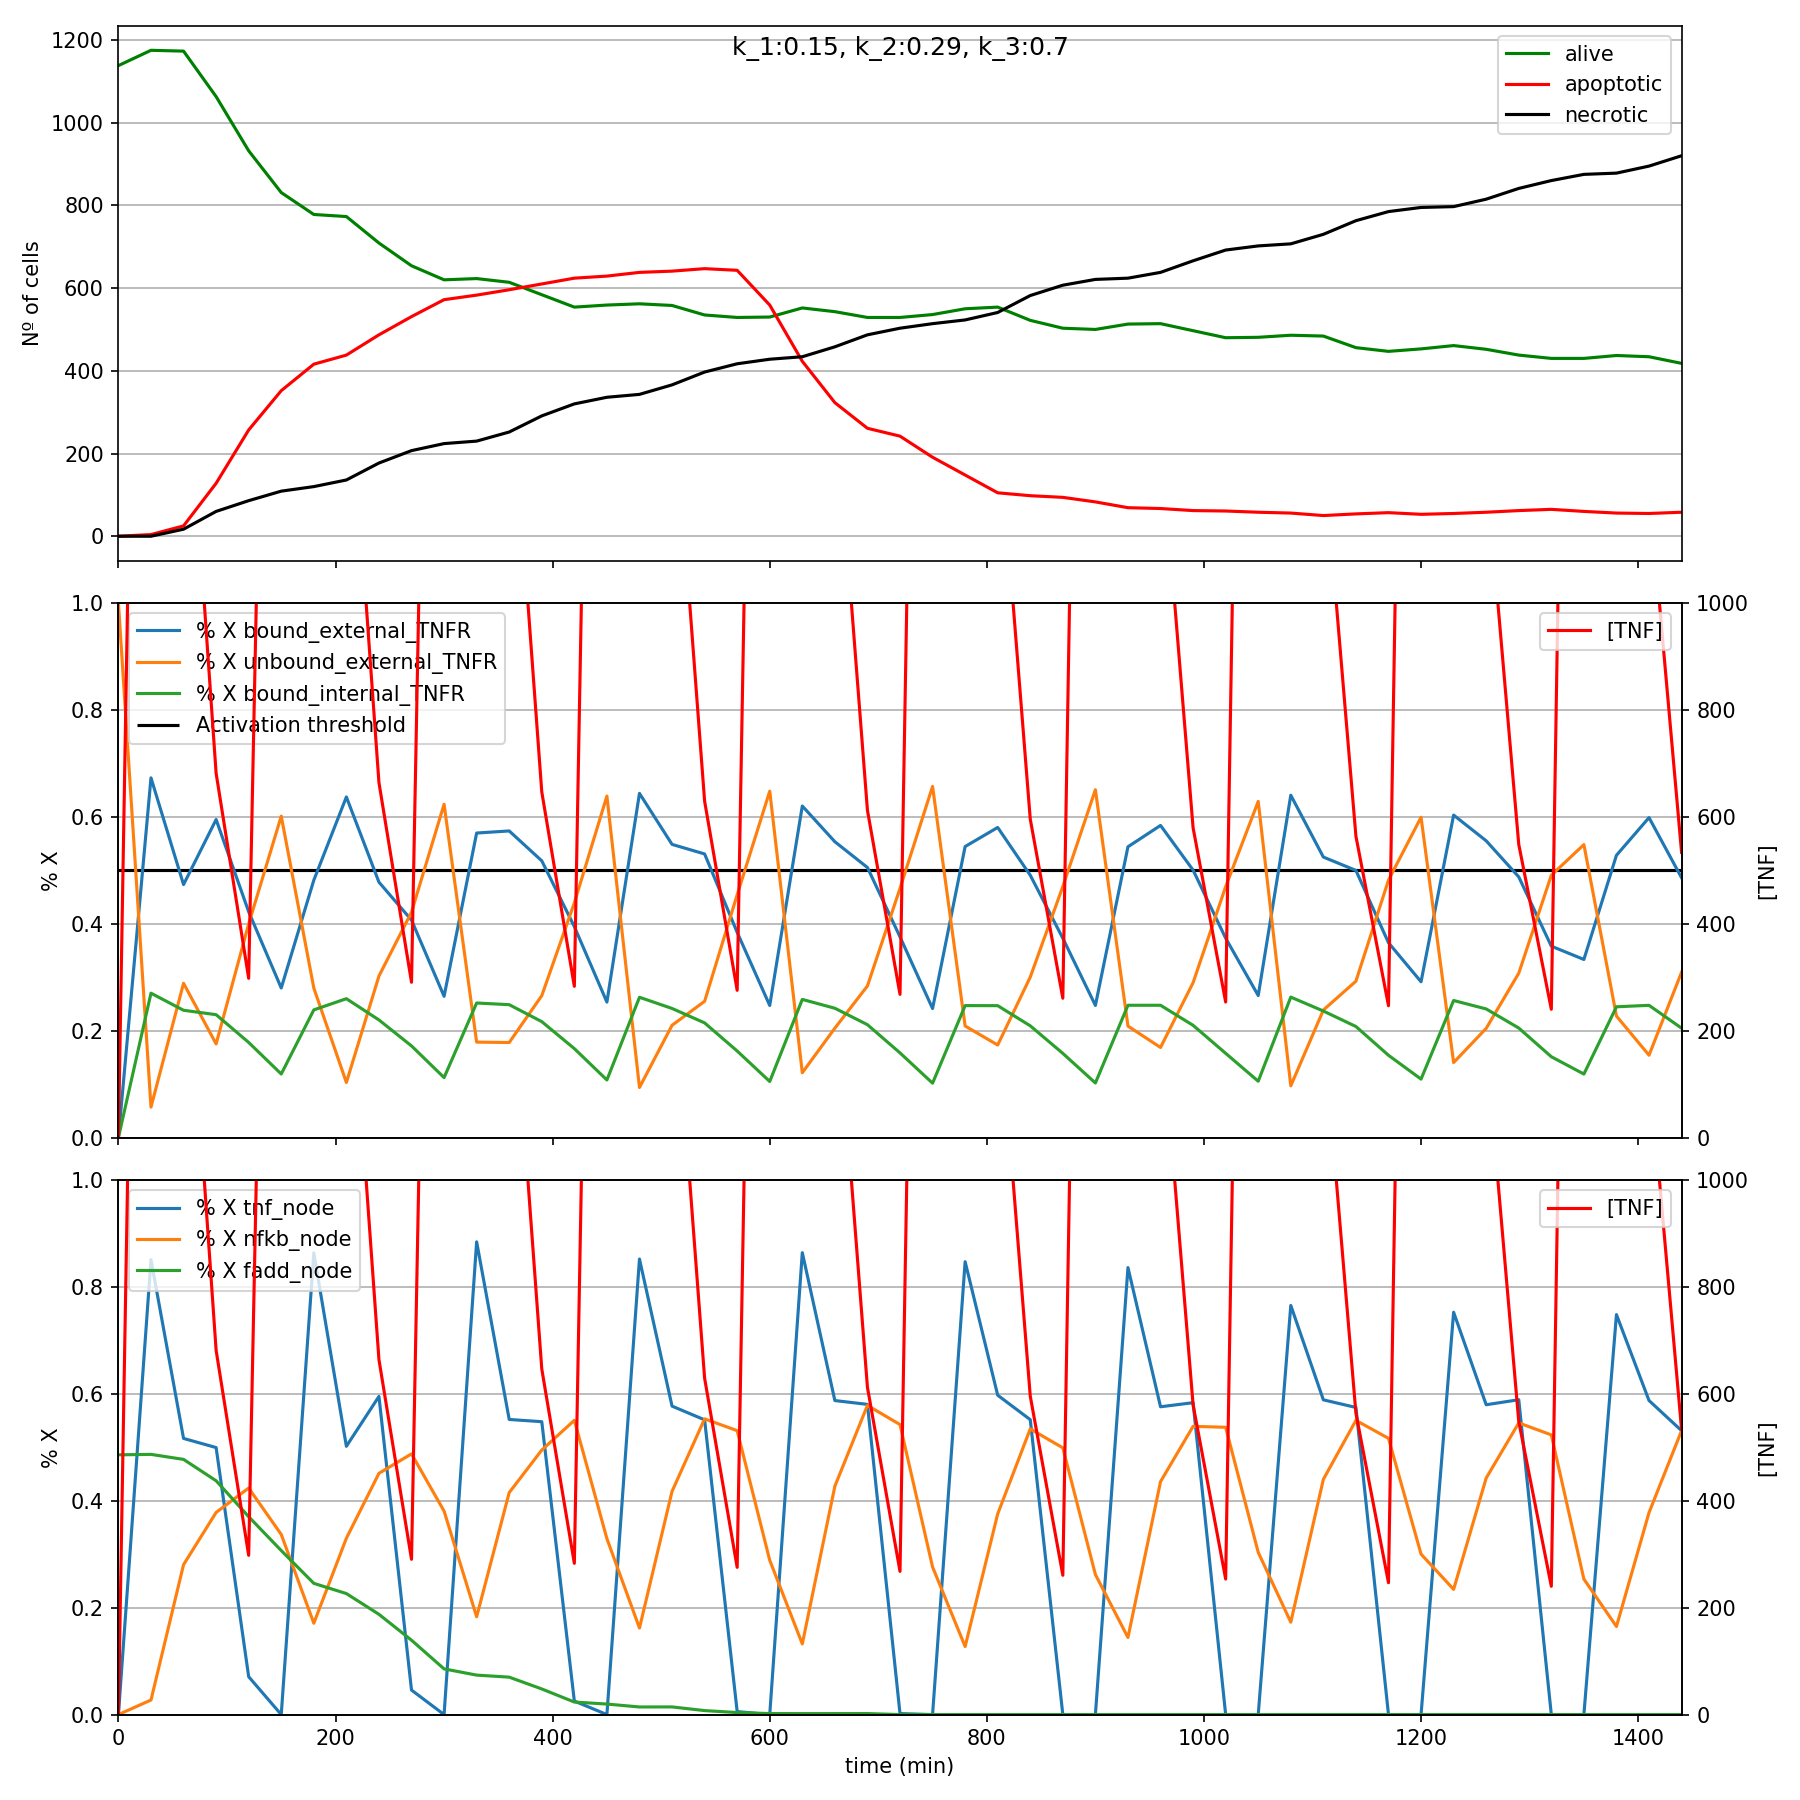 k_1:0.15, k_2:0.29, k_3:0.7
alive
apoptotic
necrotic
1200
1000
800
600
400
200
0
Nº of cells
% X bound_external_TNFR
% X unbound_external_TNFR
% X bound_internal_TNFR
Activation threshold
[TNF]
1.0
0.8
0.6
0.4
0.2
0.0
% X
1000
800
600
400
200
0
[TNF]
% X tnf_node
% X nfkb_node
% X fadd_node
[TNF]
1.0
0.8
0.6
0.4
0.2
0.0
% X
1000
800
600
400
200
0
[TNF]
0 200 400 600 800 1000 1200 1400
time (min)